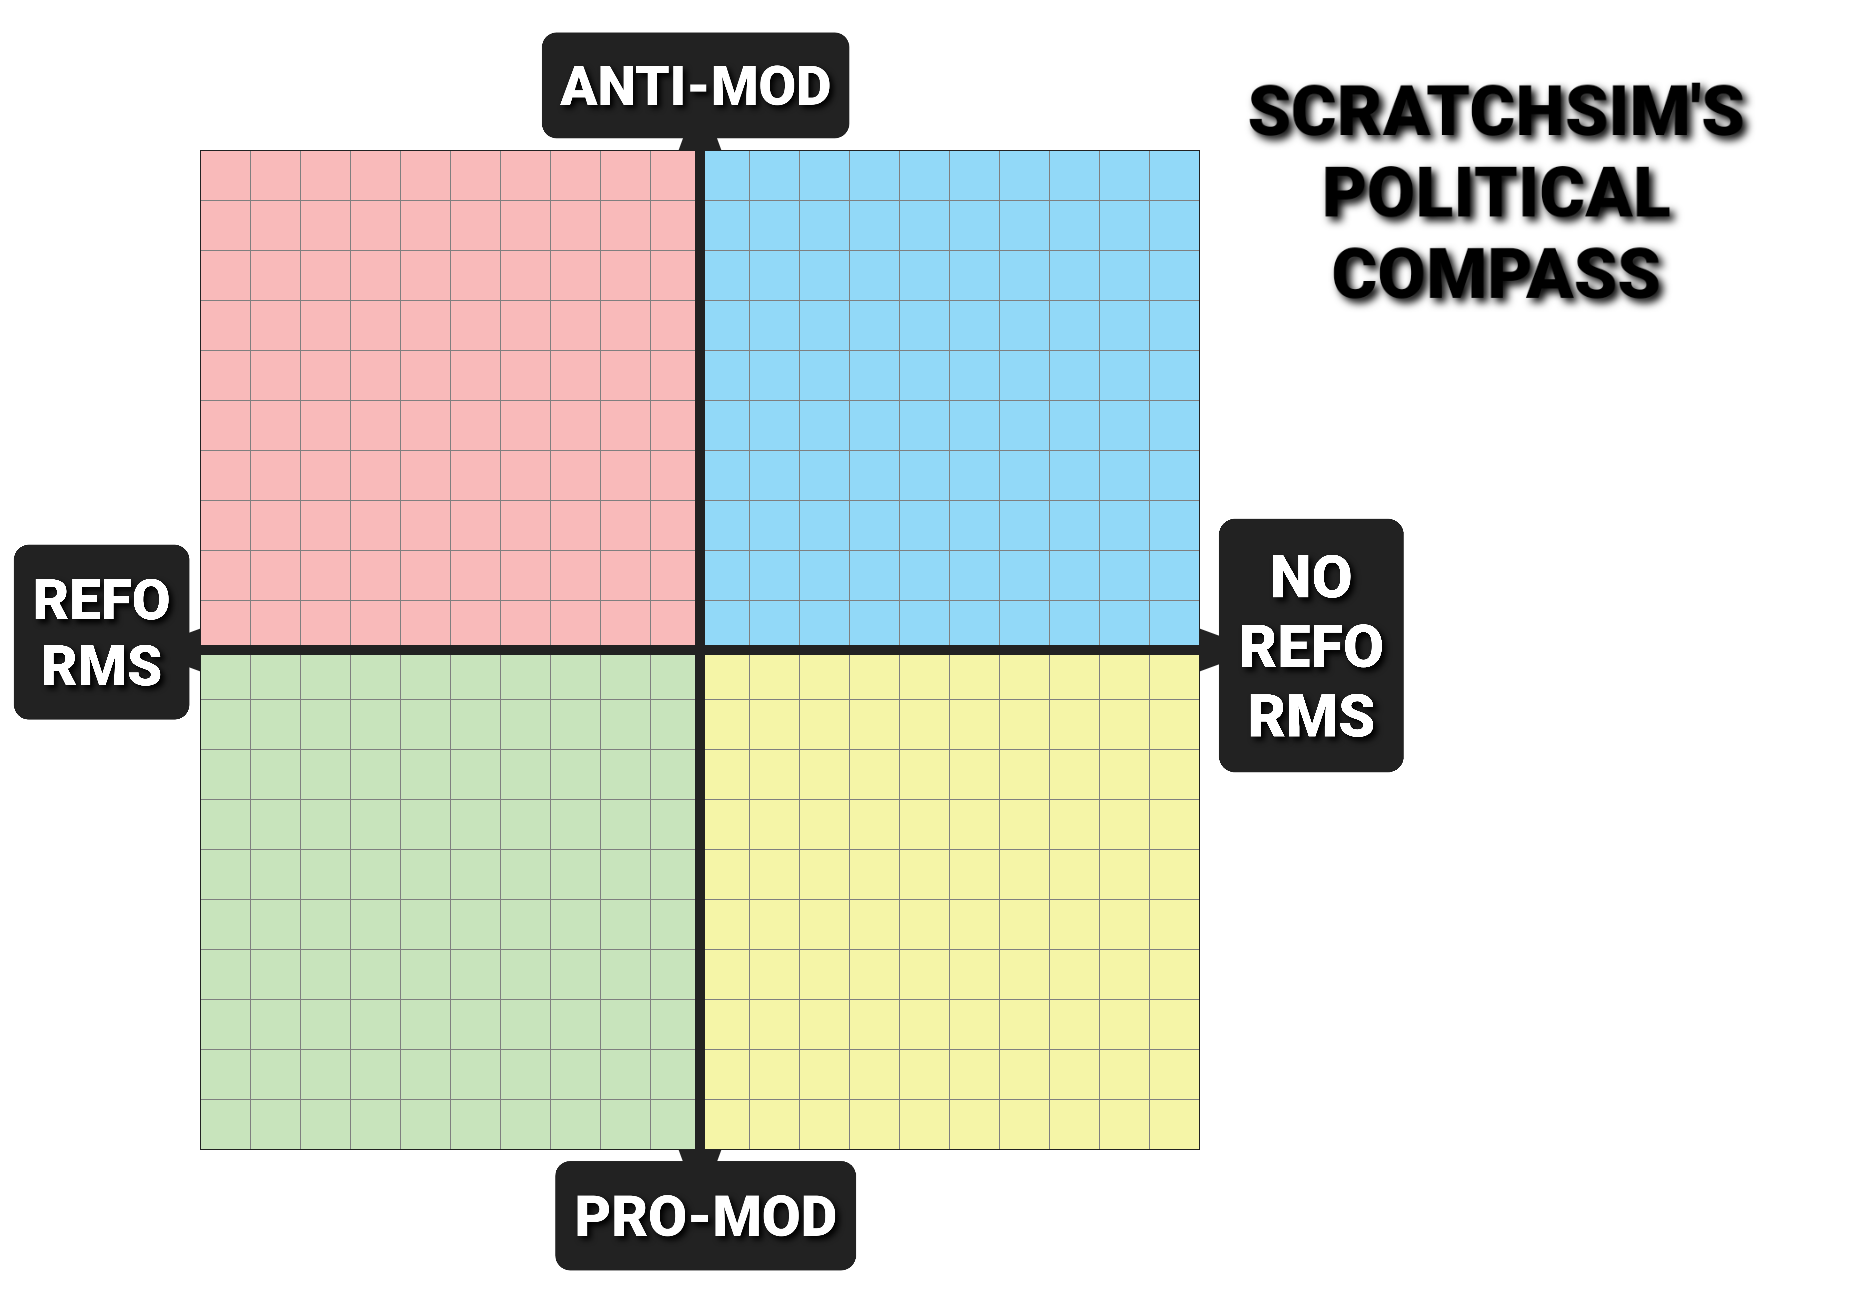 ANTI-MOD
SCRATCHSIM'S
POLITICAL
COMPASS
REFO
RMS
NO
REFO
RMS
PRO-MOD